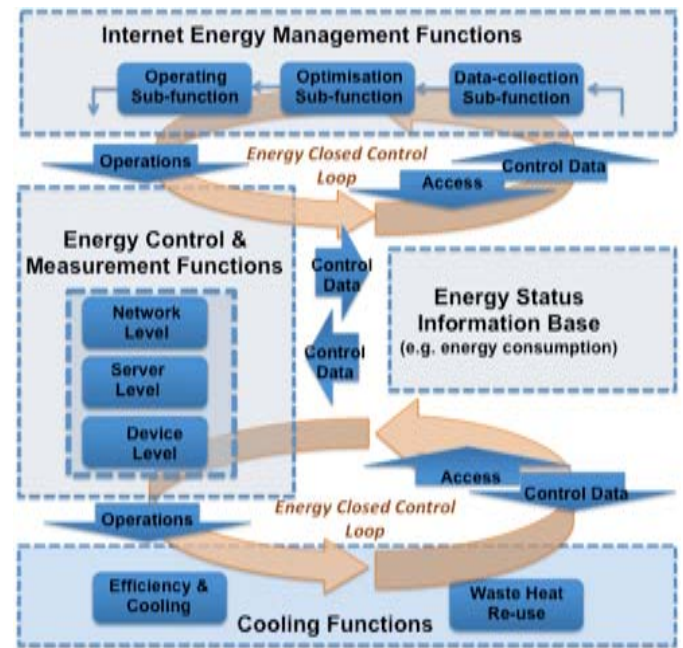 Internet Energy Management Functions
Operating
Sub-function
Optimisation
Sub-function
Data-collection
Sub-function
Operations
Energy Closed Control
Loop
Access
Control Data
Energy Control &
Measurement Functions
Network
Level
Server
Level
Device
Level
Control
Data
Control
Data
Energy Status
Information Base
(e.g. energy consumption)
Access
Control Data
Operations
Energy Closed Control
Loop
Efficiency &
Cooling
Waste Heat
Re-use
Cooling Functions